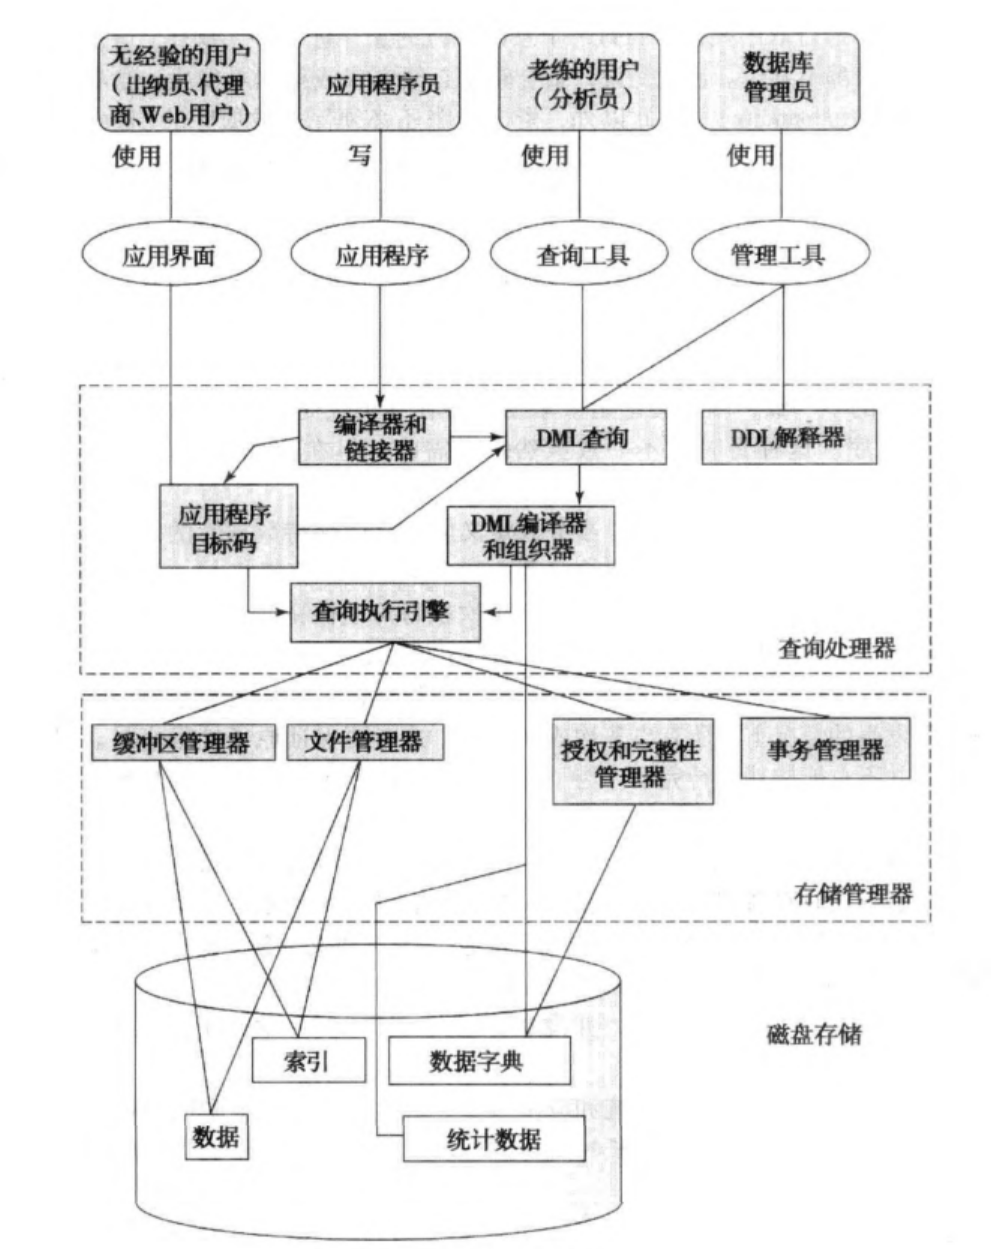 无经验的用户
（出纳员、代理
商、Web用户）
应用程序员
老练的用户
（分析员）
数据库
管理员
使用
写
使用
使用
应用界面
应用程序
查询工具
管理工具
编译器和
链接器
DML查询
DDL解释器
应用程序
目标码
DML编译器
和组织器
查询执行引擎
查询处理器
缓冲区管理器
文件管理器
授权和完整性
管理器
事务管理器
存储管理器
磁盘存储
索引
数据字典
数据
统计数据